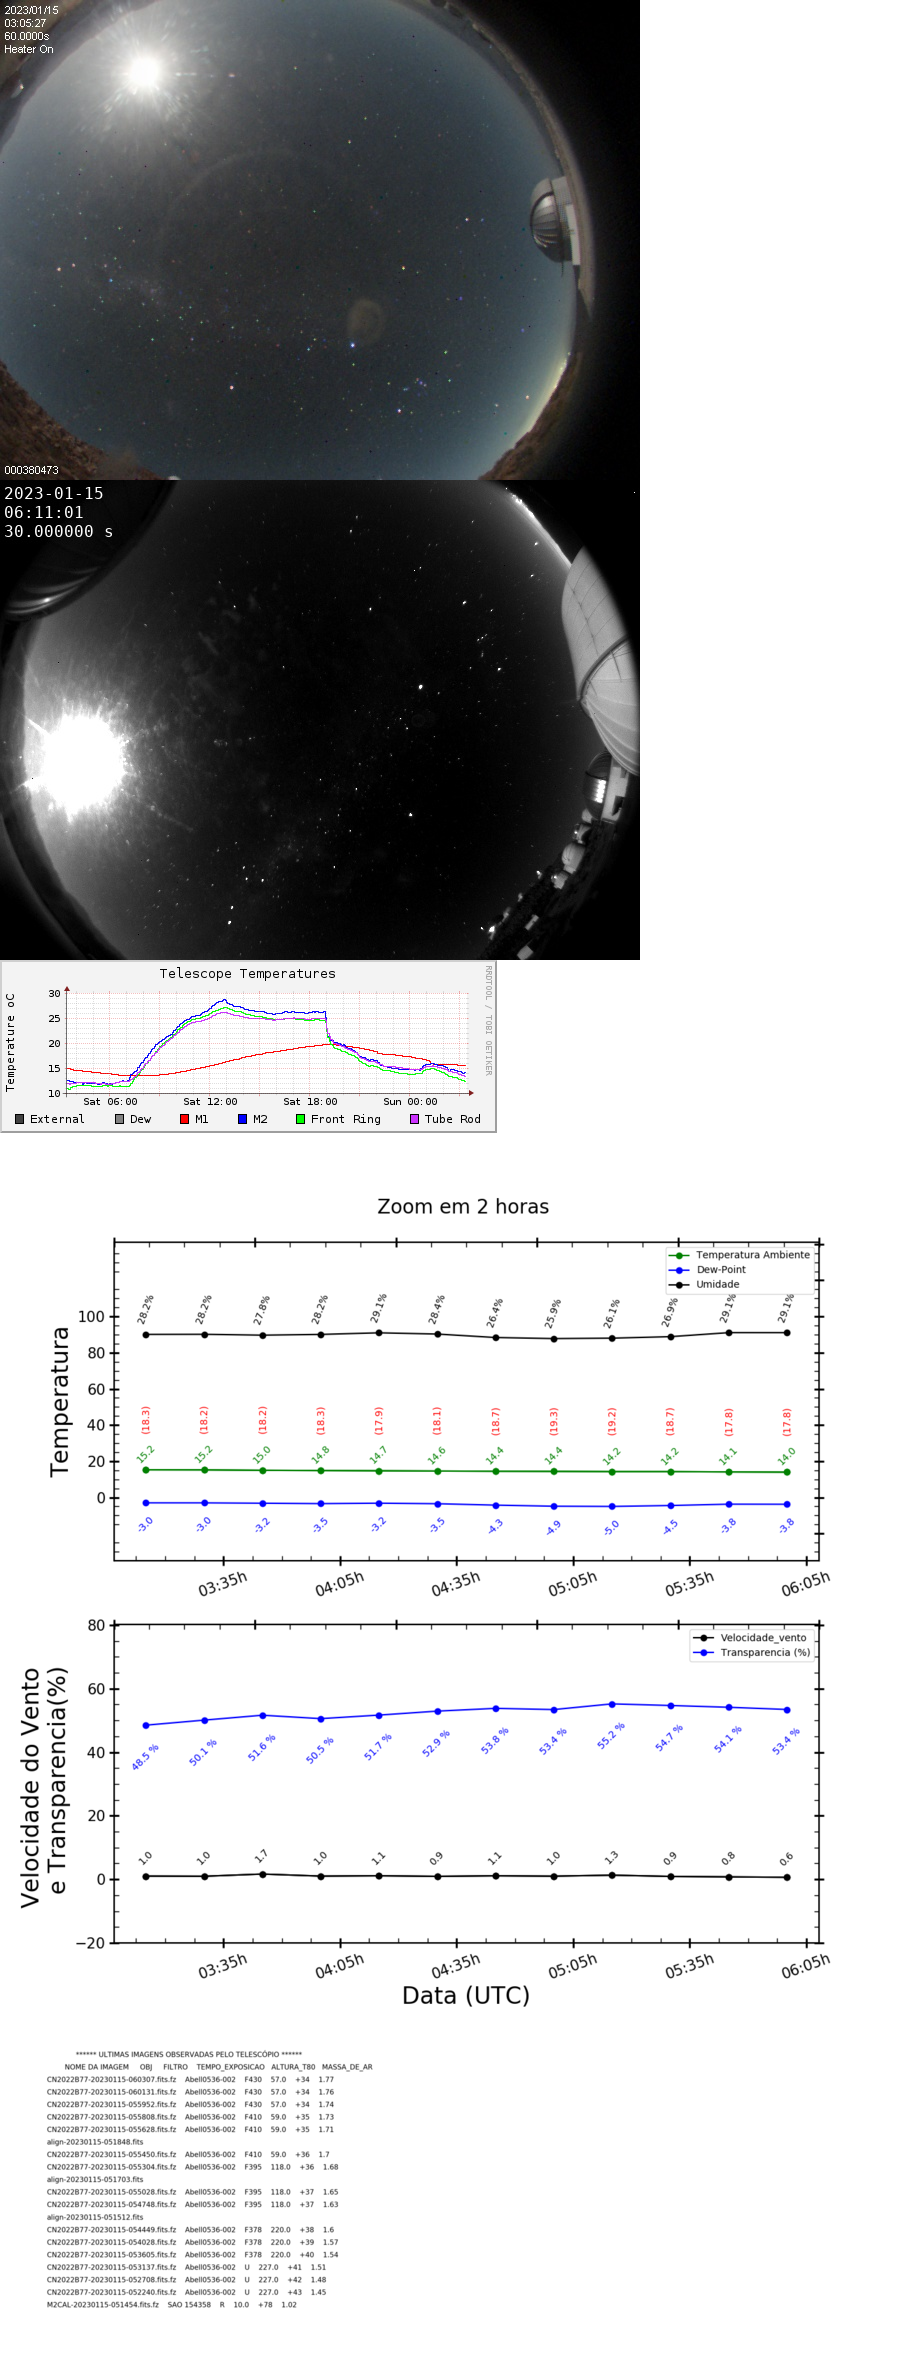 2023/01/15
03:05:27
60.0000s
Heater On
000380473
2023-01-15
06:11:01
30.000000 s
Telescope Temperatures
RRDTOOL / TOBI OETIKER
Temperature oC
30
25
20
15
10
Sat 06:00 Sat 12:00 Sat 18:00 Sun 00:00
External Dew M1 M2 Front Ring Tube Rod
Zoom em 2 horas
Temperatura Ambiente
Dew-Point
Umidade
Temperatura
100
80
60
40
20
0
28.2% 28.2% 27.8% 28.2% 29.1% 28.4% 26.4% 25.9% 26.1% 26.9% 29.1% 29.1%
(18.3) (18.2) (18.2) (18.3) (17.9) (18.1) (18.7) (19.3) (19.2) (18.7) (17.8) (17.8)
15.2 15.2 15.0 14.8 14.7 14.6 14.4 14.4 14.2 14.2 14.1 14.0
-3.0 -3.0 -3.2 -3.5 -3.2 -3.5 -4.3 -4.9 -5.0 -4.5 -3.8 -3.8
03:35h 04:05h 04:35h 05:05h 05:35h 06:05h
Velocidade_vento
Transparencia (%)
Velocidade do Vento
e Transparencia(%)
80
60
40
20
0
−20
48.5 % 50.1 % 51.6 % 50.5 % 51.7 % 52.9 % 53.8 % 53.4 % 55.2 % 54.7 % 54.1 % 53.4 %
1.0 1.0 1.7 1.0 1.1 0.9 1.1 1.0 1.3 0.9 0.8 0.6
03:35h 04:05h 04:35h 05:05h 05:35h 06:05h
Data (UTC)
****** ULTIMAS IMAGENS OBSERVADAS PELO TELESCÓPIO ******
NOME DA IMAGEM OBJ FILTRO TEMPO_EXPOSICAO ALTURA_T80 MASSA_DE_AR
CN2022B77-20230115-060307.fits.fz Abell0536-002 F430 57.0 +34 1.77
CN2022B77-20230115-060131.fits.fz Abell0536-002 F430 57.0 +34 1.76
CN2022B77-20230115-055952.fits.fz Abell0536-002 F430 57.0 +34 1.74
CN2022B77-20230115-055808.fits.fz Abell0536-002 F410 59.0 +35 1.73
CN2022B77-20230115-055628.fits.fz Abell0536-002 F410 59.0 +35 1.71
align-20230115-051848.fits
CN2022B77-20230115-055450.fits.fz Abell0536-002 F410 59.0 +36 1.7
CN2022B77-20230115-055304.fits.fz Abell0536-002 F395 118.0 +36 1.68
align-20230115-051703.fits
CN2022B77-20230115-055028.fits.fz Abell0536-002 F395 118.0 +37 1.65
CN2022B77-20230115-054748.fits.fz Abell0536-002 F395 118.0 +37 1.63
align-20230115-051512.fits
CN2022B77-20230115-054449.fits.fz Abell0536-002 F378 220.0 +38 1.6
CN2022B77-20230115-054028.fits.fz Abell0536-002 F378 220.0 +39 1.57
CN2022B77-20230115-053605.fits.fz Abell0536-002 F378 220.0 +40 1.54
CN2022B77-20230115-053137.fits.fz Abell0536-002 U 227.0 +41 1.51
CN2022B77-20230115-052708.fits.fz Abell0536-002 U 227.0 +42 1.48
CN2022B77-20230115-052240.fits.fz Abell0536-002 U 227.0 +43 1.45
M2CAL-20230115-051454.fits.fz SAO 154358 R 10.0 +78 1.02